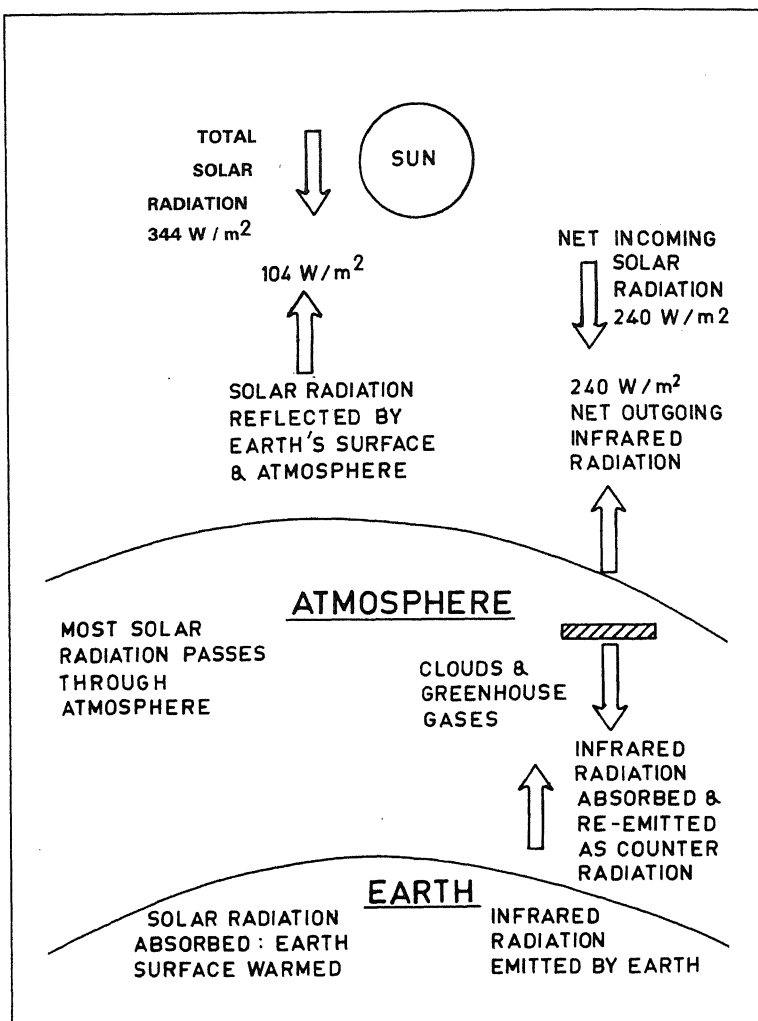 TOTAL
SOLAR
RADIATION
344 W / m²
SUN
104 W/m²
SOLAR RADIATION
REFLECTED BY
EARTH'S SURFACE
& ATMOSPHERE
NET INCOMING
SOLAR
RADIATION
240 W/m2
240 W/m²
NET OUTGOING
INFRARED
RADIATION
ATMOSPHERE
MOST SOLAR
RADIATION PASSES
THROUGH
ATMOSPHERE
CLOUDS &
GREENHOUSE
GASES
INFRARED
RADIATION
ABSORBED &
RE-EMITTED
AS COUNTER
RADIATION
EARTH
SOLAR RADIATION
ABSORBED : EARTH
SURFACE WARMED
INFRARED
RADIATION
EMITTED BY EARTH